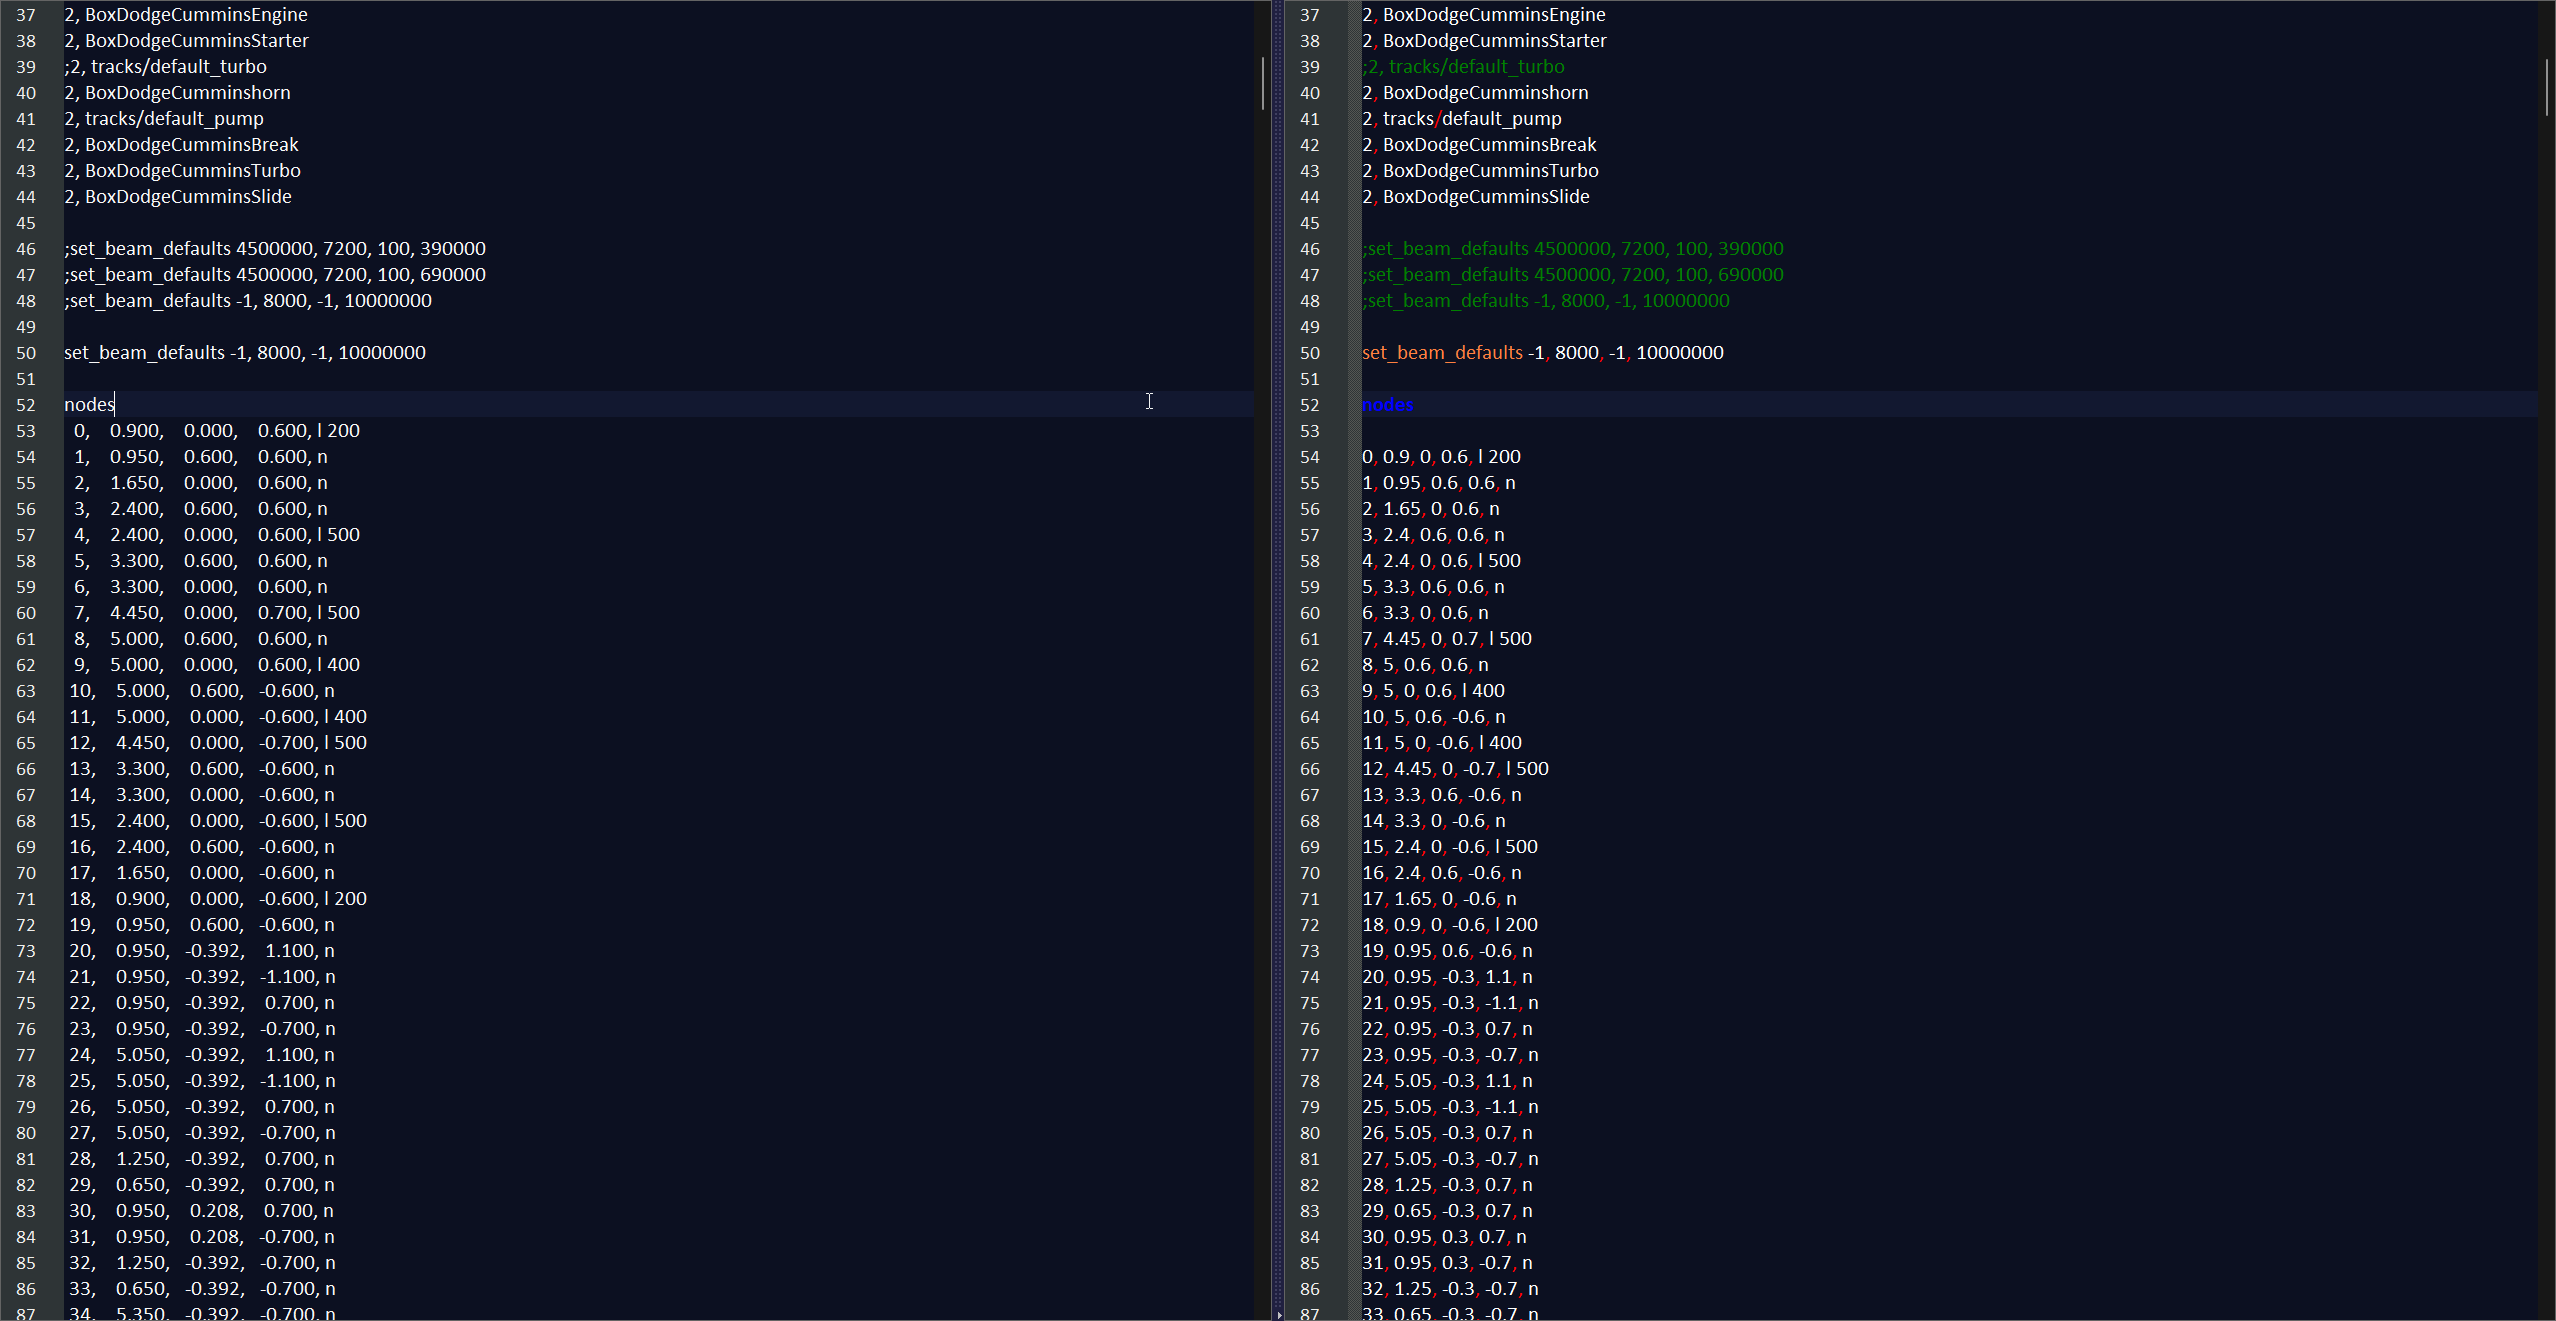 37 2, BoxDodgeCumminsEngine
38 2, BoxDodgeCumminsStarter
39 ;2, tracks/default_turbo
40 2, BoxDodgeCumminshorn
41 2, tracks/default_pump
42 2, BoxDodgeCumminsBreak
43 2, BoxDodgeCumminsTurbo
44 2, BoxDodgeCumminsSlide
45
46 ;set_beam_defaults 4500000, 7200, 100, 390000
47 ;set_beam_defaults 4500000, 7200, 100, 690000
48 ;set_beam_defaults -1, 8000, -1, 10000000
49
50 set_beam_defaults -1, 8000, -1, 10000000
51
52 nodes
53 0, 0.900, 0.000, 0.600, l 200
54 1, 0.950, 0.600, 0.600, n
55 2, 1.650, 0.000, 0.600, n
56 3, 2.400, 0.600, 0.600, n
57 4, 2.400, 0.000, 0.600, l 500
58 5, 3.300, 0.600, 0.600, n
59 6, 3.300, 0.000, 0.600, n
60 7, 4.450, 0.000, 0.700, l 500
61 8, 5.000, 0.600, 0.600, n
62 9, 5.000, 0.000, 0.600, l 400
63 10, 5.000, 0.600, -0.600, n
64 11, 5.000, 0.000, -0.600, l 400
65 12, 4.450, 0.000, -0.700, l 500
66 13, 3.300, 0.600, -0.600, n
67 14, 3.300, 0.000, -0.600, n
68 15, 2.400, 0.000, -0.600, l 500
69 16, 2.400, 0.600, -0.600, n
70 17, 1.650, 0.000, -0.600, n
71 18, 0.900, 0.000, -0.600, l 200
72 19, 0.950, 0.600, -0.600, n
73 20, 0.950, -0.392, 1.100, n
74 21, 0.950, -0.392, -1.100, n
75 22, 0.950, -0.392, 0.700, n
76 23, 0.950, -0.392, -0.700, n
77 24, 5.050, -0.392, 1.100, n
78 25, 5.050, -0.392, -1.100, n
79 26, 5.050, -0.392, 0.700, n
80 27, 5.050, -0.392, -0.700, n
81 28, 1.250, -0.392, 0.700, n
82 29, 0.650, -0.392, 0.700, n
83 30, 0.950, 0.208, 0.700, n
84 31, 0.950, 0.208, -0.700, n
85 32, 1.250, -0.392, -0.700, n
86 33, 0.650, -0.392, -0.700, n
87 34, 5.350, -0.392, -0.700, n
37 2, BoxDodgeCumminsEngine
38 2, BoxDodgeCumminsStarter
39 ;2, tracks/default_turbo
40 2, BoxDodgeCumminshorn
41 2, tracks/default_pump
42 2, BoxDodgeCumminsBreak
43 2, BoxDodgeCumminsTurbo
44 2, BoxDodgeCumminsSlide
45
46 ;set_beam_defaults 4500000, 7200, 100, 390000
47 ;set_beam_defaults 4500000, 7200, 100, 690000
48 ;set_beam_defaults -1, 8000, -1, 10000000
49
50 set_beam_defaults -1, 8000, -1, 10000000
51
52 nodes
53
54 0, 0.9, 0, 0.6, l 200
55 1, 0.95, 0.6, 0.6, n
56 2, 1.65, 0, 0.6, n
57 3, 2.4, 0.6, 0.6, n
58 4, 2.4, 0, 0.6, l 500
59 5, 3.3, 0.6, 0.6, n
60 6, 3.3, 0, 0.6, n
61 7, 4.45, 0, 0.7, l 500
62 8, 5, 0.6, 0.6, n
63 9, 5, 0, 0.6, l 400
64 10, 5, 0.6, -0.6, n
65 11, 5, 0, -0.6, l 400
66 12, 4.45, 0, -0.7, l 500
67 13, 3.3, 0.6, -0.6, n
68 14, 3.3, 0, -0.6, n
69 15, 2.4, 0, -0.6, l 500
70 16, 2.4, 0.6, -0.6, n
71 17, 1.65, 0, -0.6, n
72 18, 0.9, 0, -0.6, l 200
73 19, 0.95, 0.6, -0.6, n
74 20, 0.95, -0.3, 1.1, n
75 21, 0.95, -0.3, -1.1, n
76 22, 0.95, -0.3, 0.7, n
77 23, 0.95, -0.3, -0.7, n
78 24, 5.05, -0.3, 1.1, n
79 25, 5.05, -0.3, -1.1, n
80 26, 5.05, -0.3, 0.7, n
81 27, 5.05, -0.3, -0.7, n
82 28, 1.25, -0.3, 0.7, n
83 29, 0.65, -0.3, 0.7, n
84 30, 0.95, 0.3, 0.7, n
85 31, 0.95, 0.3, -0.7, n
86 32, 1.25, -0.3, -0.7, n
87 33, 0.65, -0.3, -0.7, n